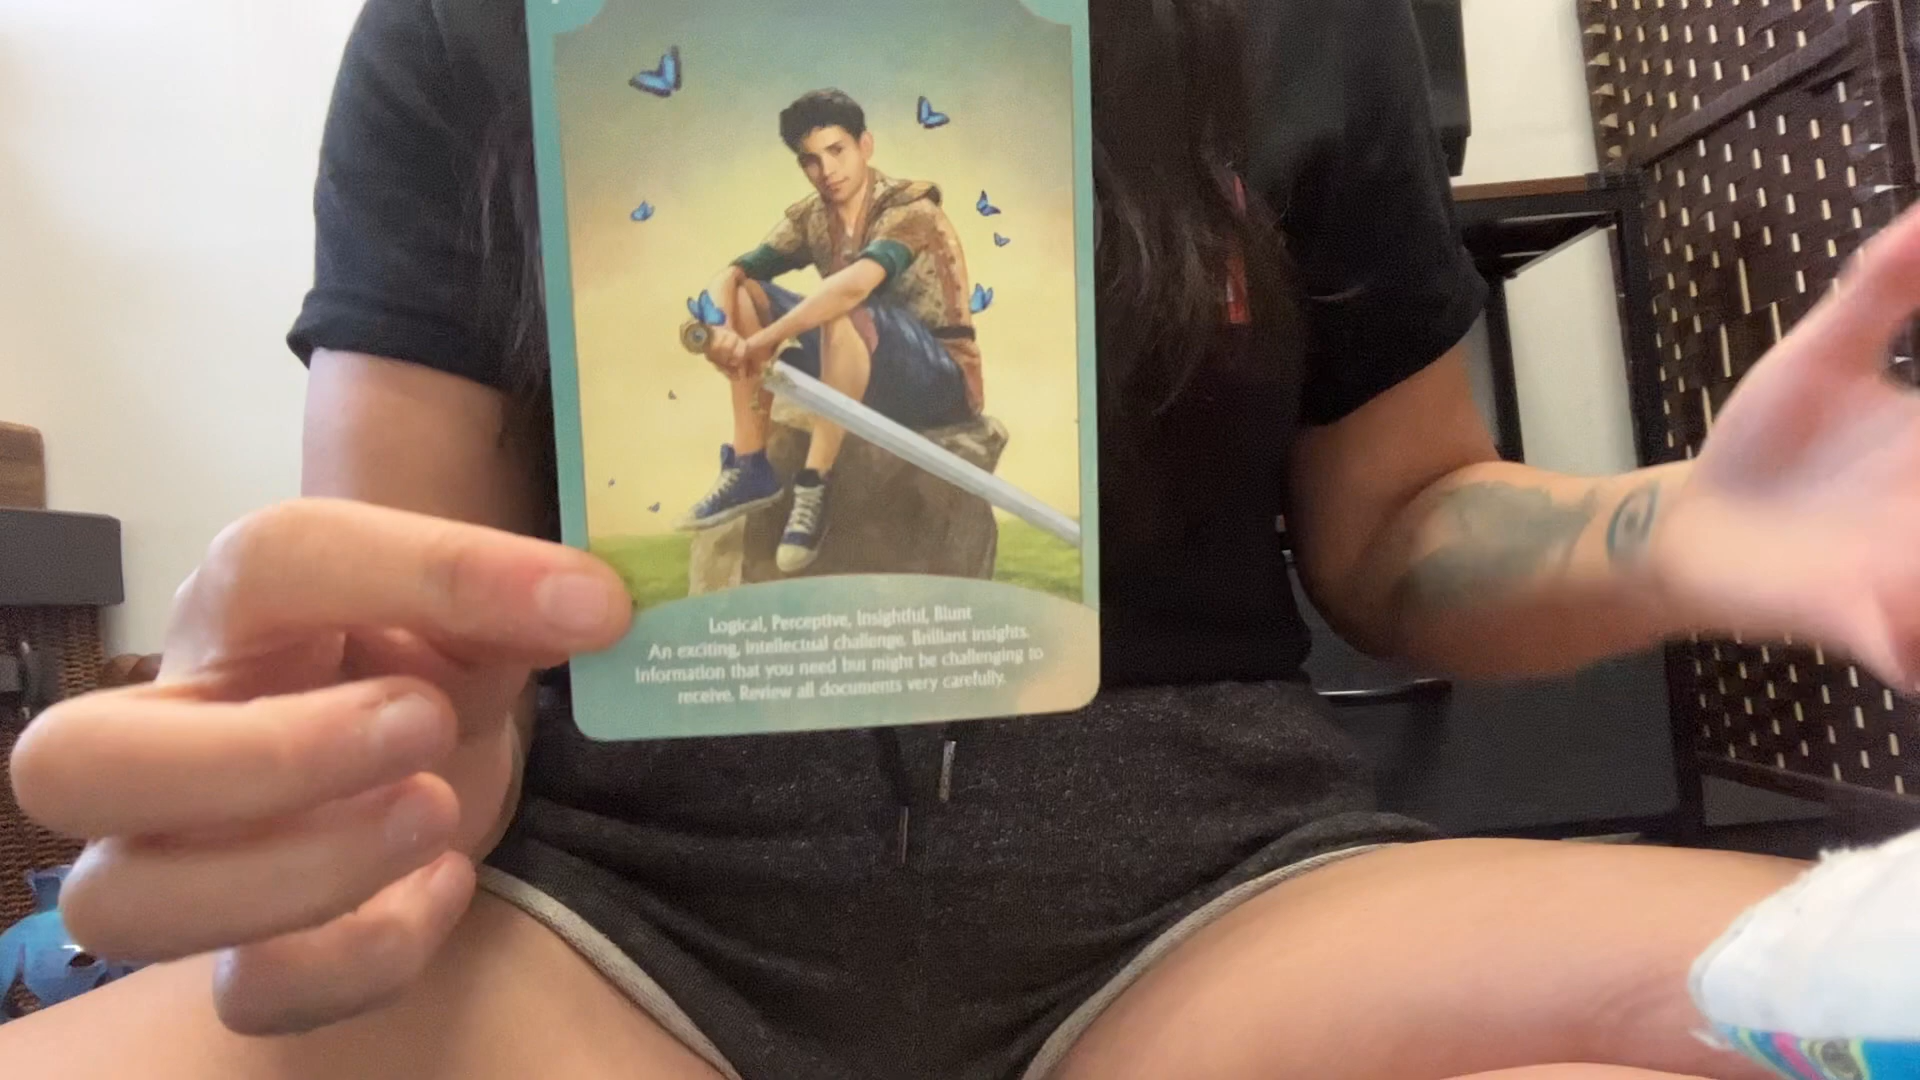 Logical, Perceptive, Insightful, Blunt
An exciting, intellectual challenge. Brilliant insights.
Information that you need but might be challenging to
receive. Review all documents very carefully.